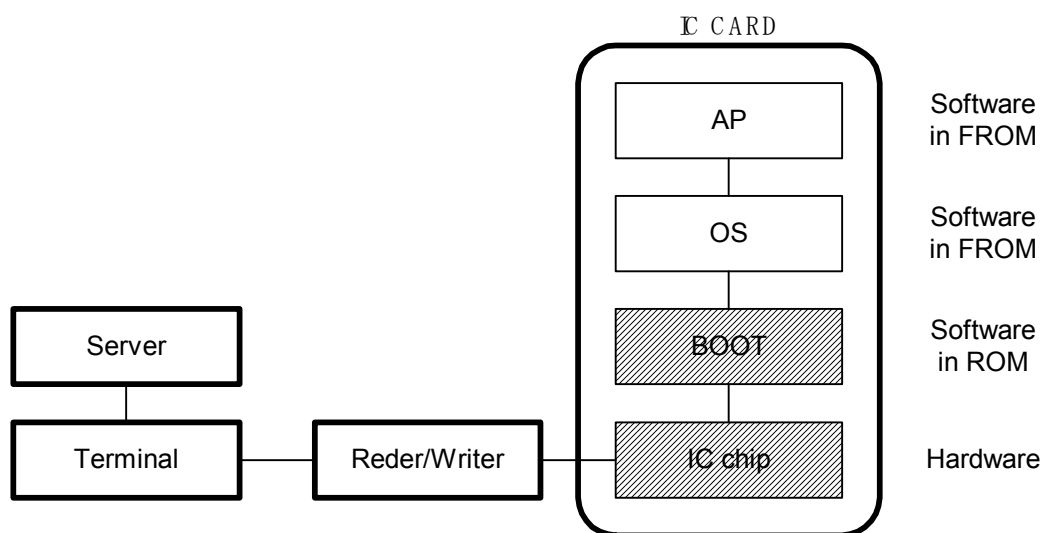 IC CARD
AP
Software
in FROM
OS
Software
in FROM
Server
BOOT
Software
in ROM
Terminal
Reder/Writer
IC chip
Hardware